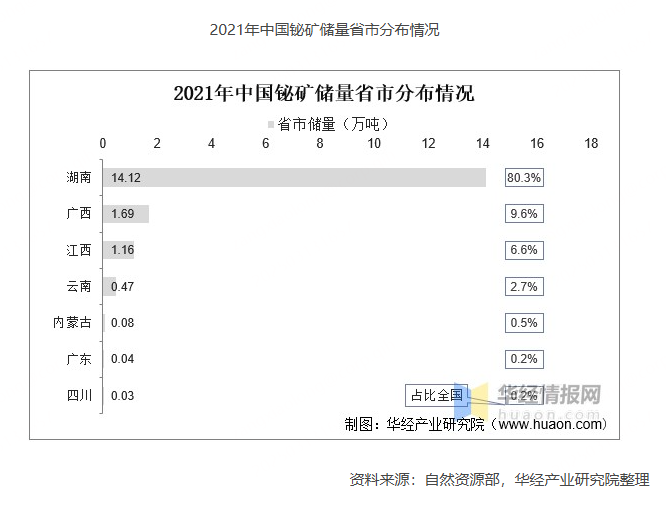 2021年中国铋矿储量省市分布情况
2021年中国铋矿储量省市分布情况
省市储量（万吨）
0 2 4 6 8 10 12 14 16 18
湖南 14.12 80.3%
广西 1.69 9.6%
江西 1.16 6.6%
云南 0.47 2.7%
内蒙古 0.08 0.5%
广东 0.04 0.2%
四川 0.03 占比全国 0.2%
华经情报网
huaon.com
制图：华经产业研究院（www.huaon.com）
资料来源：自然资源部，华经产业研究院整理